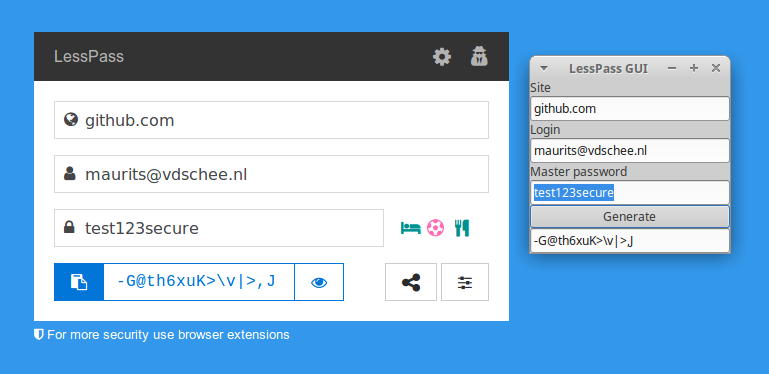 LessPass
github.com
maurits@vdschee.nl
test123secure
-G@th6xuK>\v|>,J
For more security use browser extensions
LessPass GUI
Site
github.com
Login
maurits@vdschee.nl
Master password
test123secure
Generate
-G@th6xuK>\v|>,J